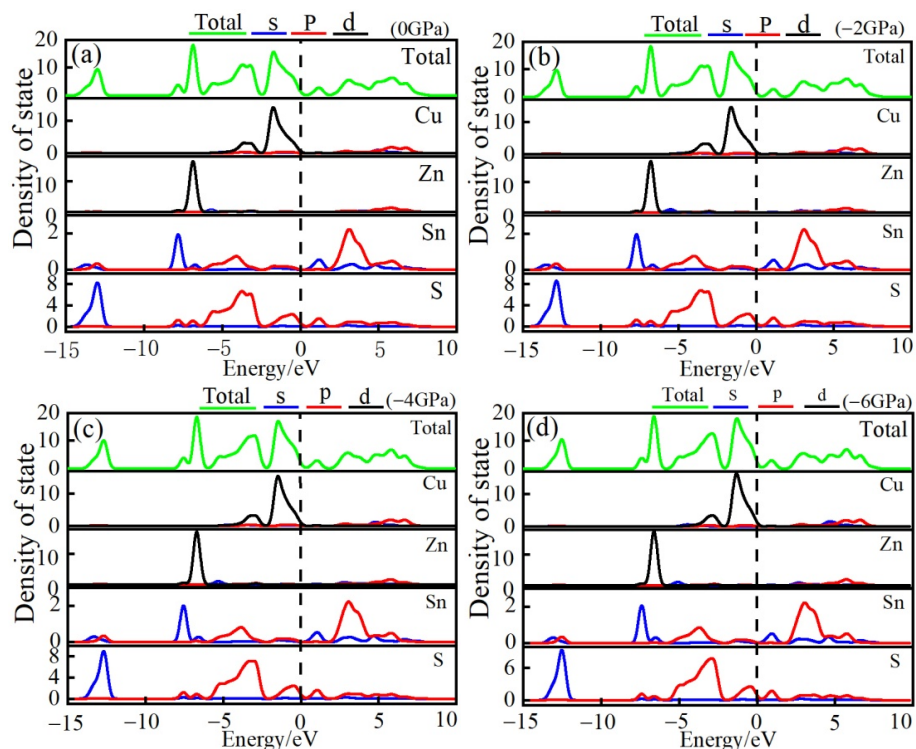 Total s P d (0GPa)
(a)
Density of state
20
10
0
Total
10
0
Cu
10
0
Zn
2
0
Sn
8
4
0
S
−15 −10 −5 0 5 10
Energy/eV
Total s P d (−2GPa)
(b)
Density of state
20
10
0
Total
10
0
Cu
10
0
Zn
2
0
Sn
8
4
0
S
−15 −10 −5 0 5 10
Energy/eV
Total s p d (−4GPa)
(c)
Density of state
20
10
0
Total
10
0
Cu
10
0
Zn
2
0
Sn
8
4
0
S
−15 −10 −5 0 5 10
Energy/eV
Total s p d (−6GPa)
(d)
Density of state
20
10
0
Total
10
0
Cu
10
0
Zn
2
0
Sn
6
0
S
−15 −10 −5 0 5 10
Energy/eV